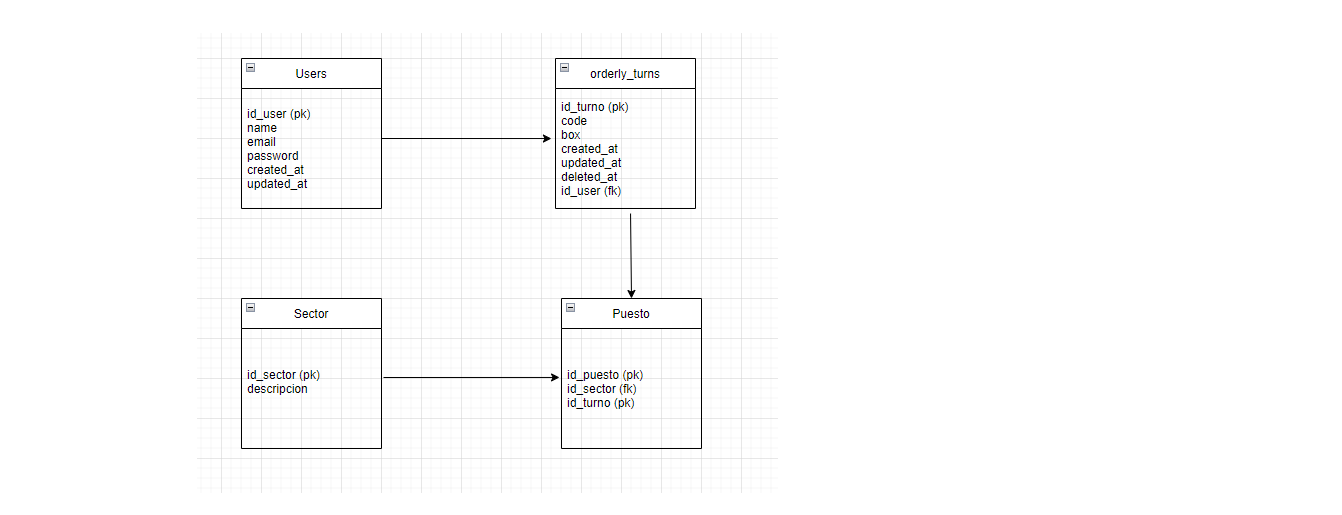 Users
id_user (pk)
name
email
password
created_at
updated_at
orderly_turns
id_turno (pk)
code
box
created_at
updated_at
deleted_at
id_user (fk)
Sector
id_sector (pk)
descripcion
Puesto
id_puesto (pk)
id_sector (fk)
id_turno (pk)